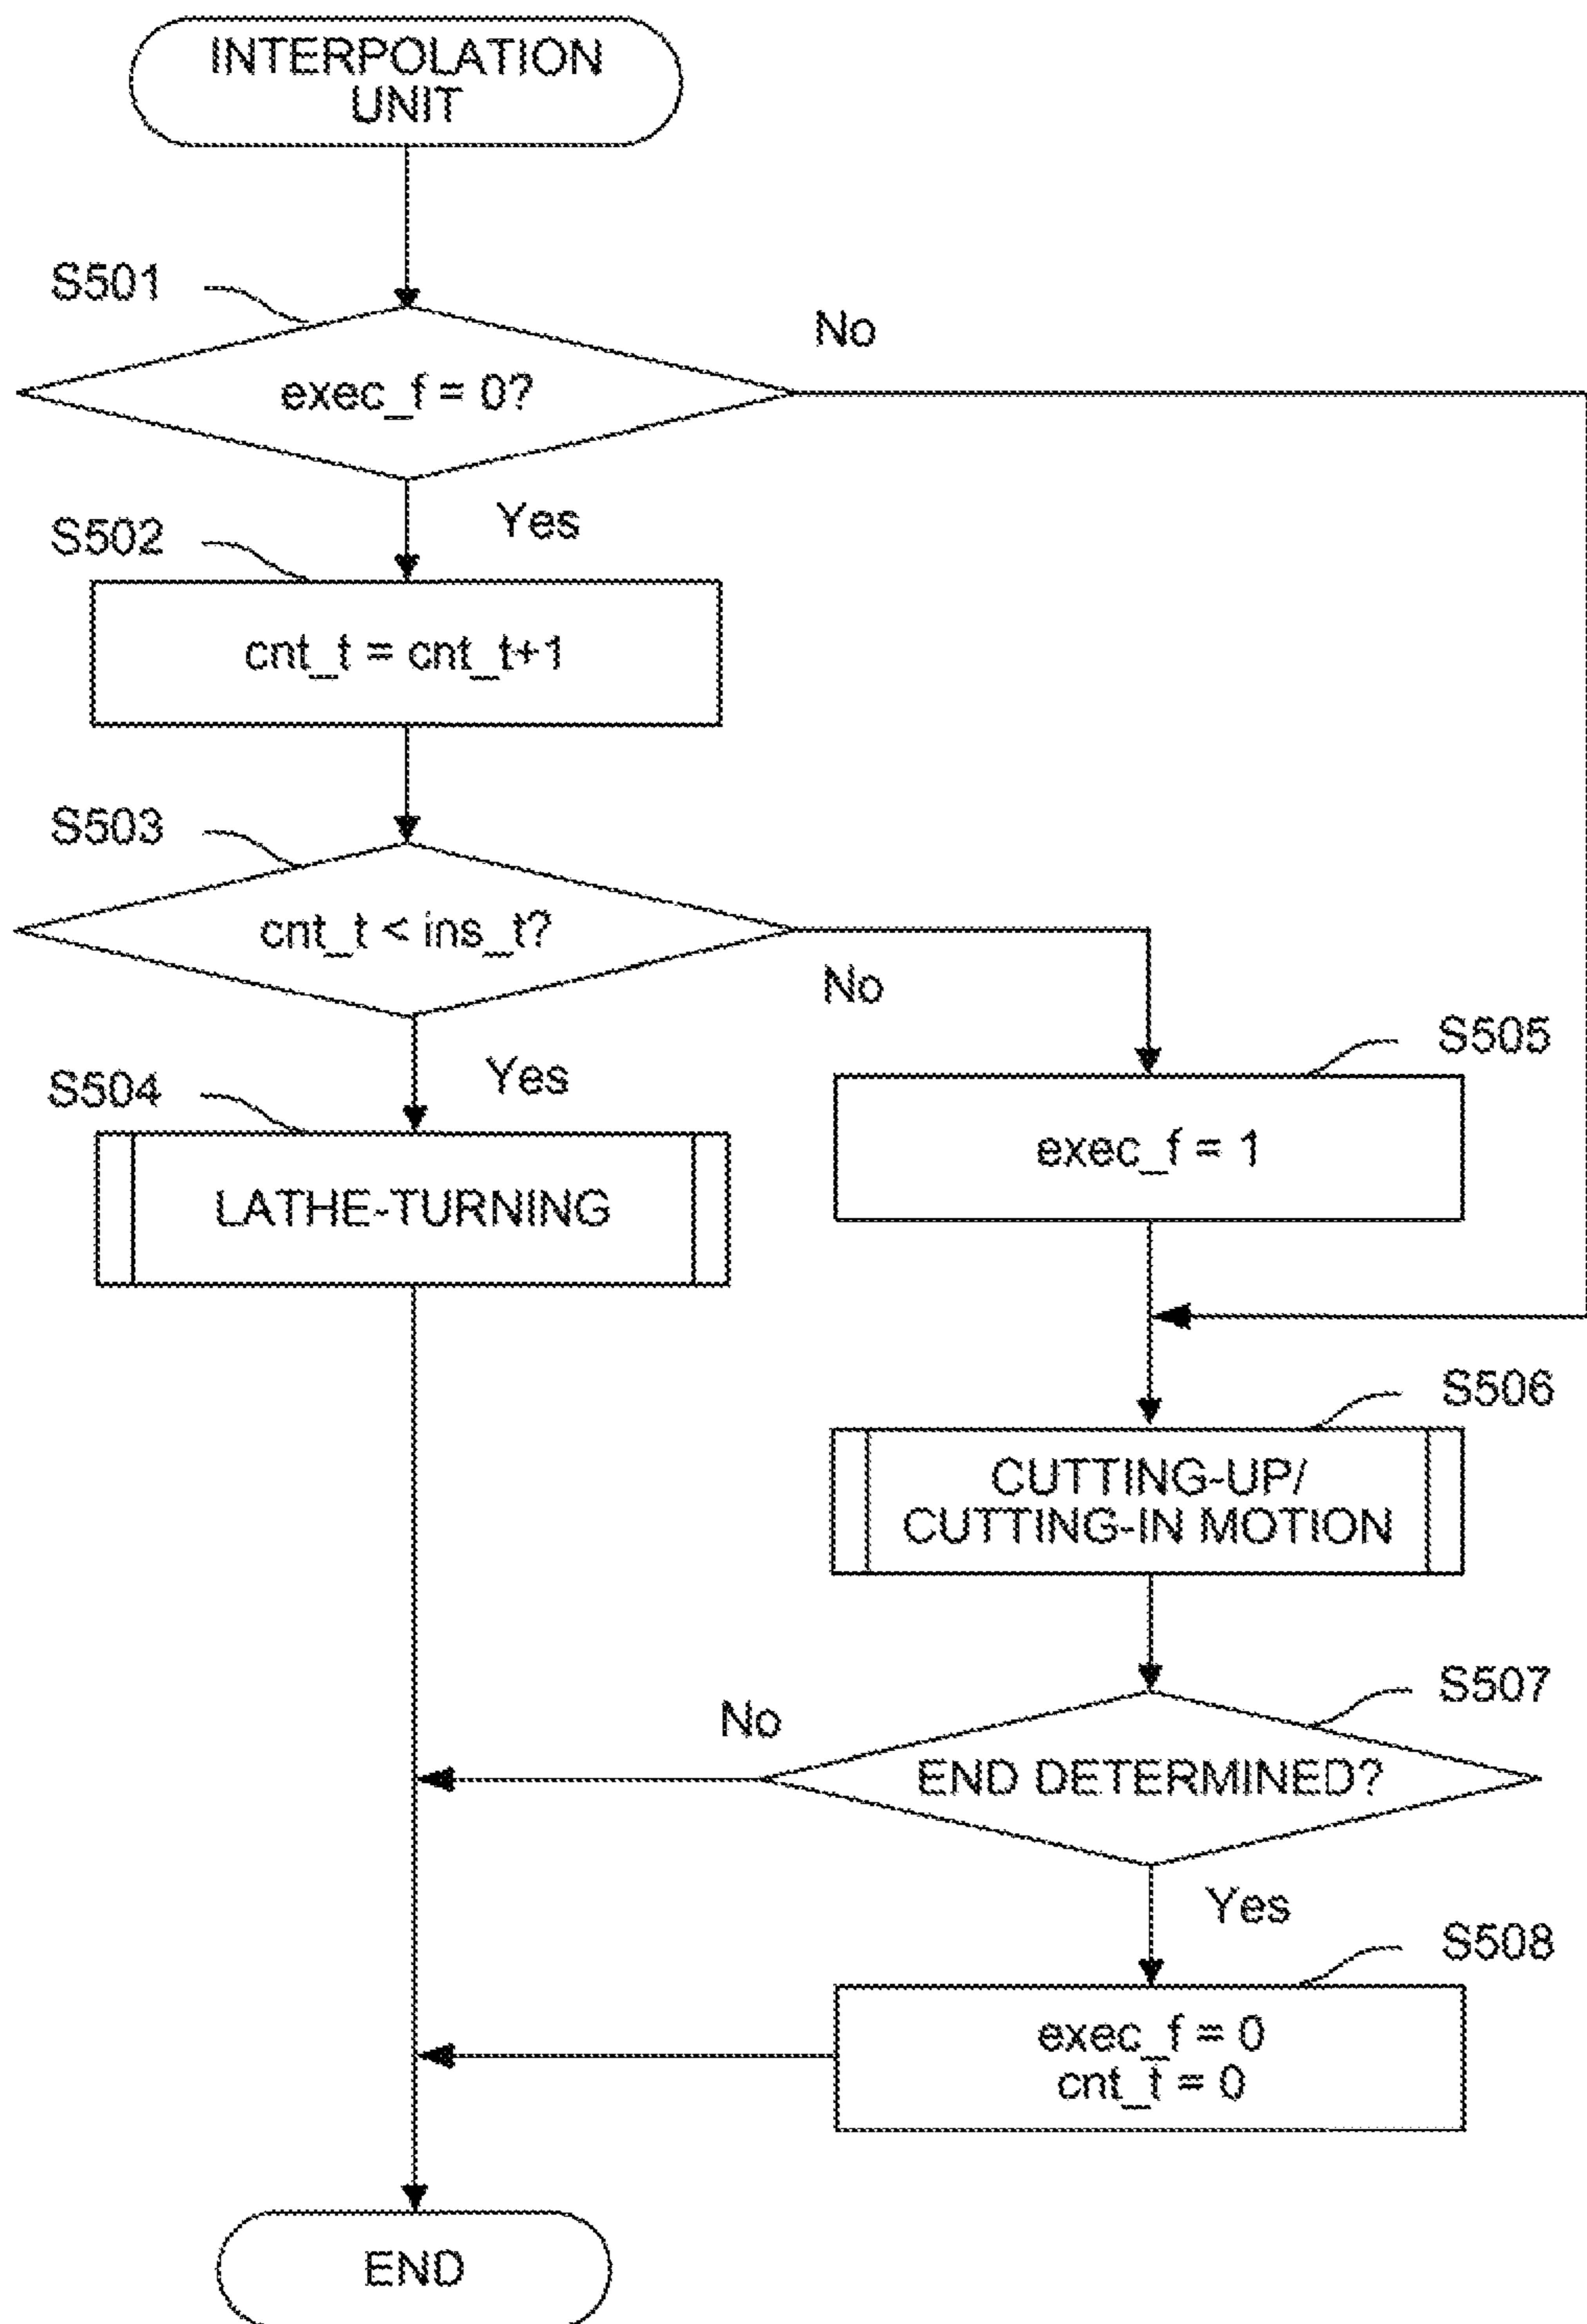 INTERPOLATION
UNIT
S501
No
exec_f = 0?
Yes
S502
cnt_t = cnt_t+1
S503
cnt_t < ins_t?
No
S505
Yes
S504
exec_f = 1
LATHE-TURNING
S506
CUTTING-UP/
CUTTING-IN MOTION
S507
No
END DETERMINED?
Yes
S508
exec_f = 0
cnt_t = 0
END